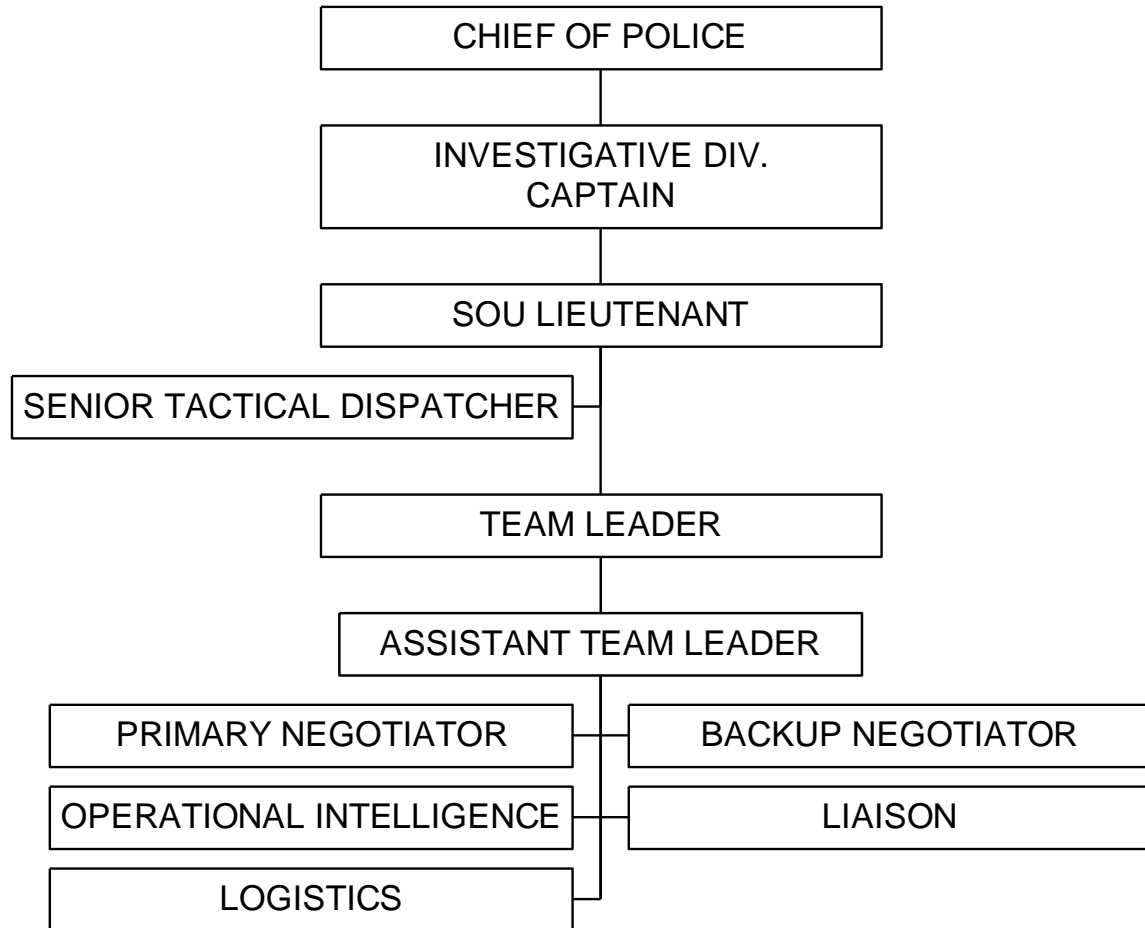 CHIEF OF POLICE
INVESTIGATIVE DIV.
CAPTAIN
SOU LIEUTENANT
SENIOR TACTICAL DISPATCHER
TEAM LEADER
ASSISTANT TEAM LEADER
PRIMARY NEGOTIATOR
BACKUP NEGOTIATOR
OPERATIONAL INTELLIGENCE
LIAISON
LOGISTICS